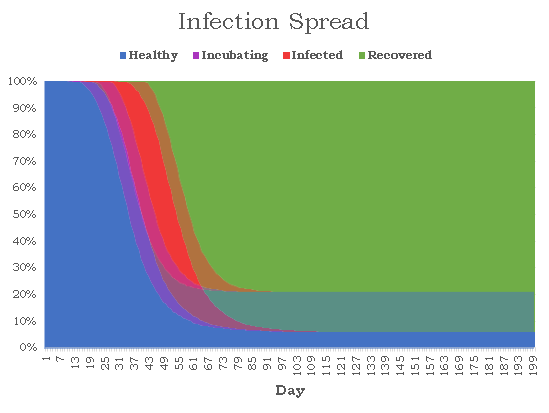 Infection Spread
Healthy Incubating Infected Recovered
100%
90%
80%
70%
60%
50%
40%
30%
20%
10%
0%
1 7 13 19 25 31 37 43 49 55 61 67 73 79 85 91 97 103 109 115 121 127 133 139 145 151 157 163 169 175 181 187 193 199
Day